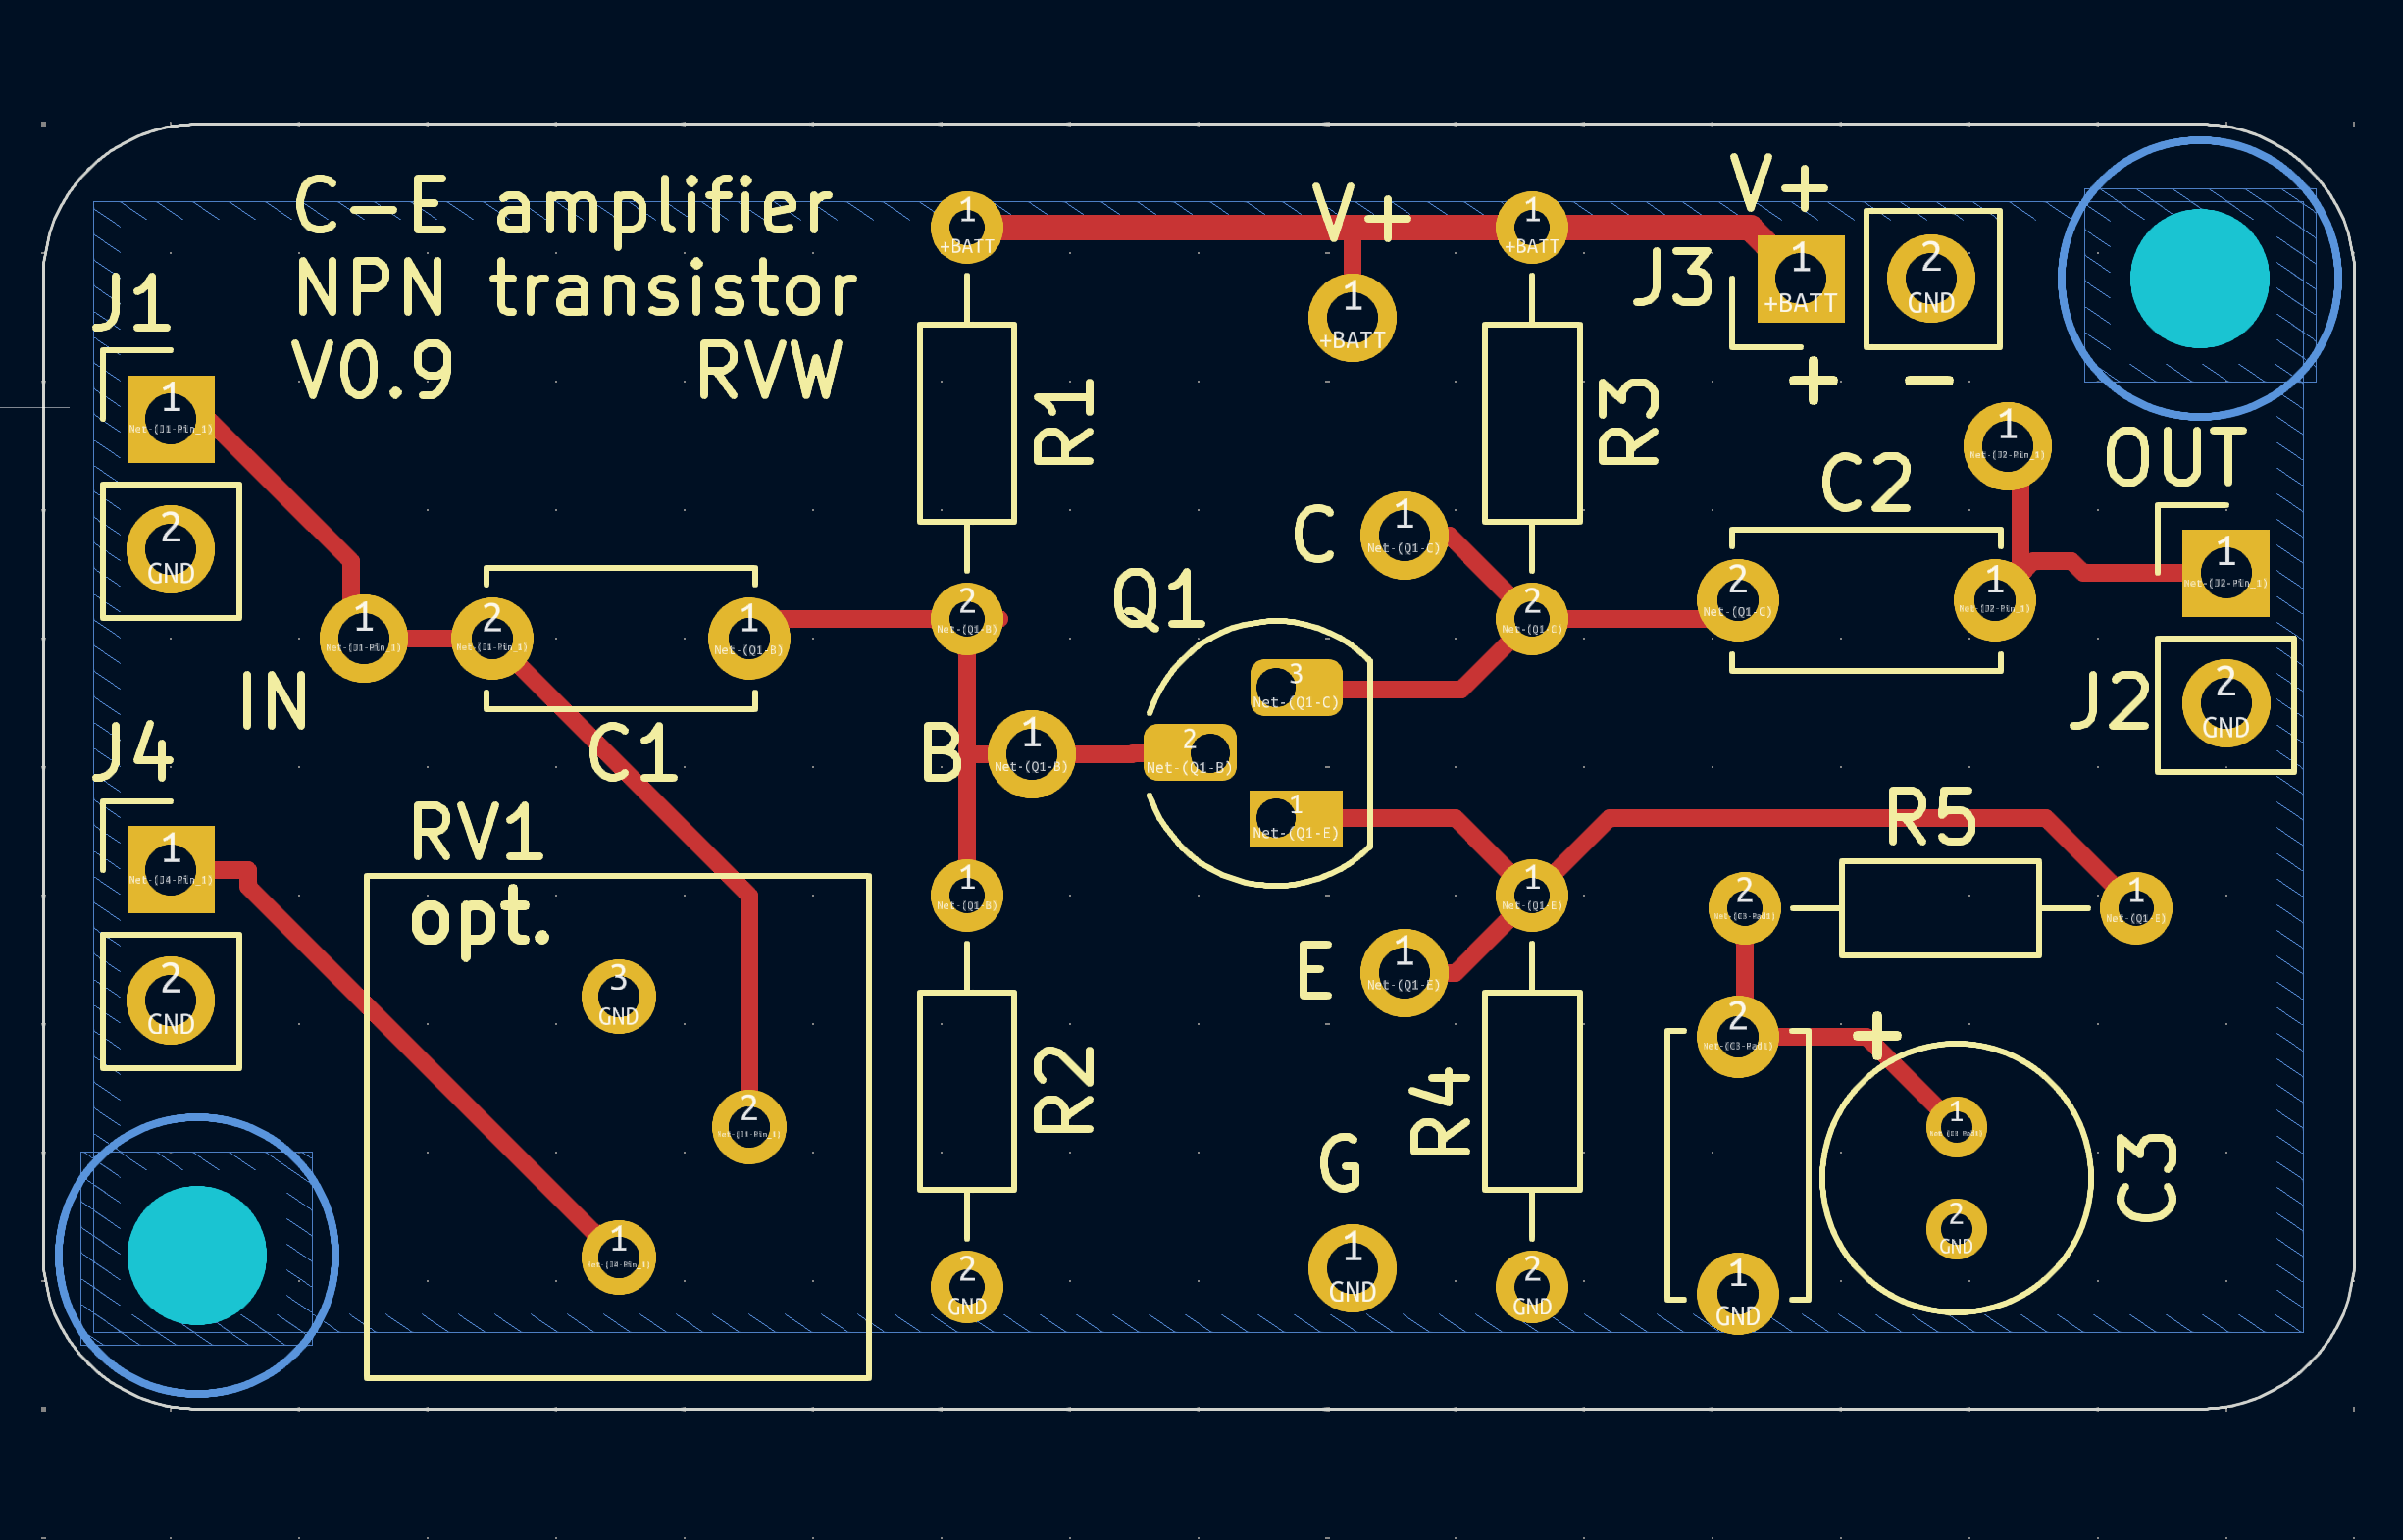 C-E amplifier
NPN transistor
V0.9 RVW
V+
V+
J1
J3
+ -
1
+BATT
1
+BATT
1
+BATT
1
+BATT
2
GND
1
Net-(J1-Pin_1)
2
GND
R1
R3
C
1
Net-(Q1-C)
C2
1
Net-(J2-Pin_1)
OUT
1
Net-(J2-Pin_1)
2
GND
J2
1
Net-(J1-Pin_1)
2
Net-(J1-Pin_1)
1
Net-(Q1-B)
2
Net-(Q1-B)
Q1
2
Net-(Q1-C)
2
Net-(Q1-C)
1
Net-(J2-Pin_1)
IN
C1
B
1
Net-(Q1-B)
3
Net-(Q1-C)
2
Net-(Q1-B)
1
Net-(Q1-E)
J4
1
Net-(J4-Pin_1)
2
GND
RV1
opt.
3
GND
2
Net-(J1-Pin_1)
1
Net-(J4-Pin_1)
1
Net-(Q1-B)
R2
2
GND
E
1
Net-(Q1-E)
1
Net-(Q1-E)
R5
2
Net-(C3-Pad1)
1
Net-(Q1-E)
R4
G
1
GND
2
GND
2
Net-(C3-Pad1)
1
GND
+
1
Net-(C3-Pad1)
2
GND
C3